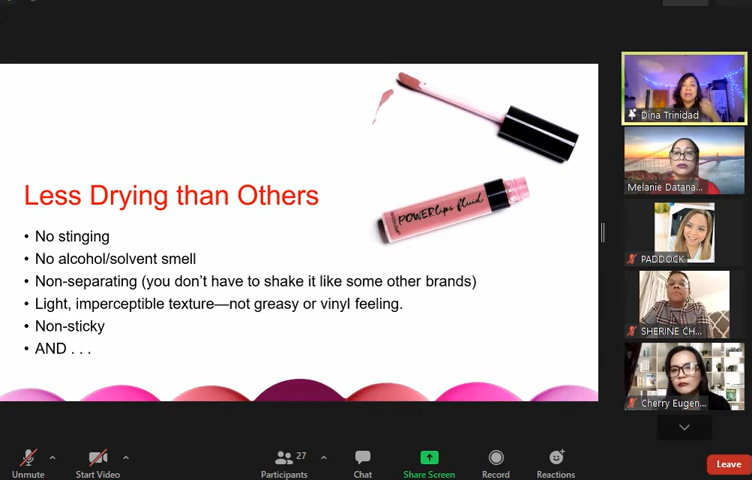 Less Drying than Others
• No stinging
• No alcohol/solvent smell
• Non-separating (you don't have to shake it like some other brands)
• Light, imperceptible texture—not greasy or vinyl feeling.
• Non-sticky
• AND . . .
POWERlips fluid
Dina Trinidad
Melanie Datana...
PADDOCK
SHERINE CH...
Cherry Eugen...
Unmute
Start Video
27
Participants
Chat
Share Screen
Record
Reactions
Leave